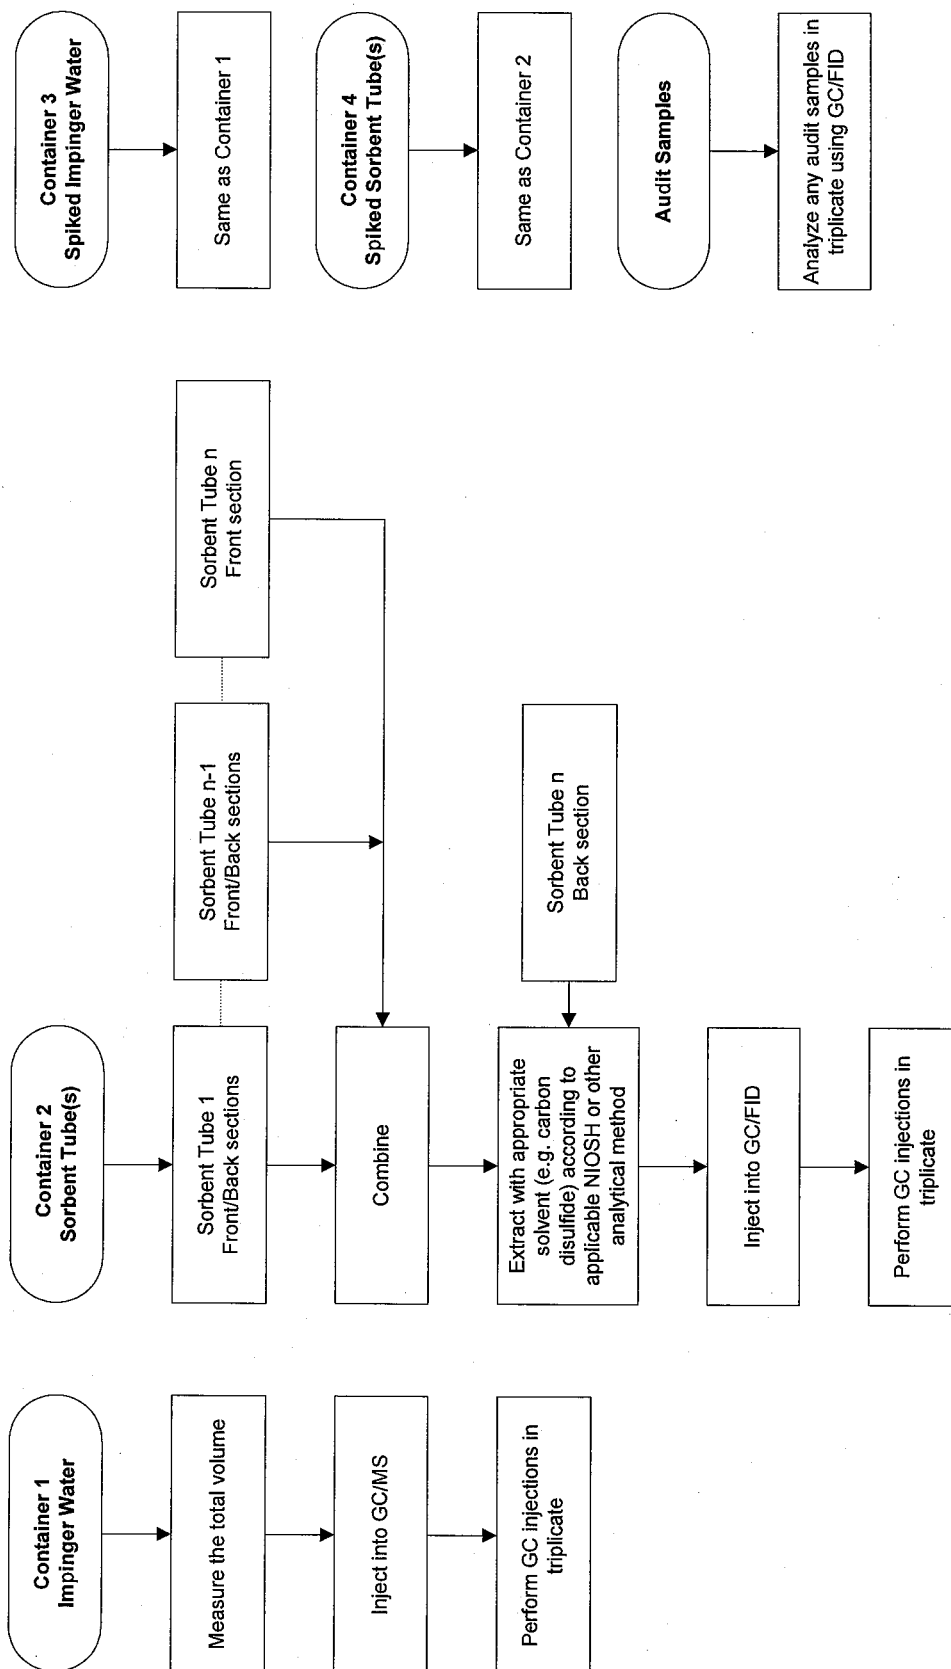 Container 1
Impinger Water
Measure the total volume
Inject into GC/MS
Perform GC injections in
triplicate
Container 2
Sorbent Tube(s)
Sorbent Tube 1
Front/Back sections
Sorbent Tube n-1
Front/Back sections
Sorbent Tube n
Front section
Combine
Extract with appropriate
solvent (e.g. carbon
disulfide) according to
applicable NIOSH or other
analytical method
Sorbent Tube n
Back section
Inject into GC/FID
Perform GC injections in
triplicate
Container 3
Spiked Impinger Water
Same as Container 1
Container 4
Spiked Sorbent Tube(s)
Same as Container 2
Audit Samples
Analyze any audit samples in
triplicate using GC/FID